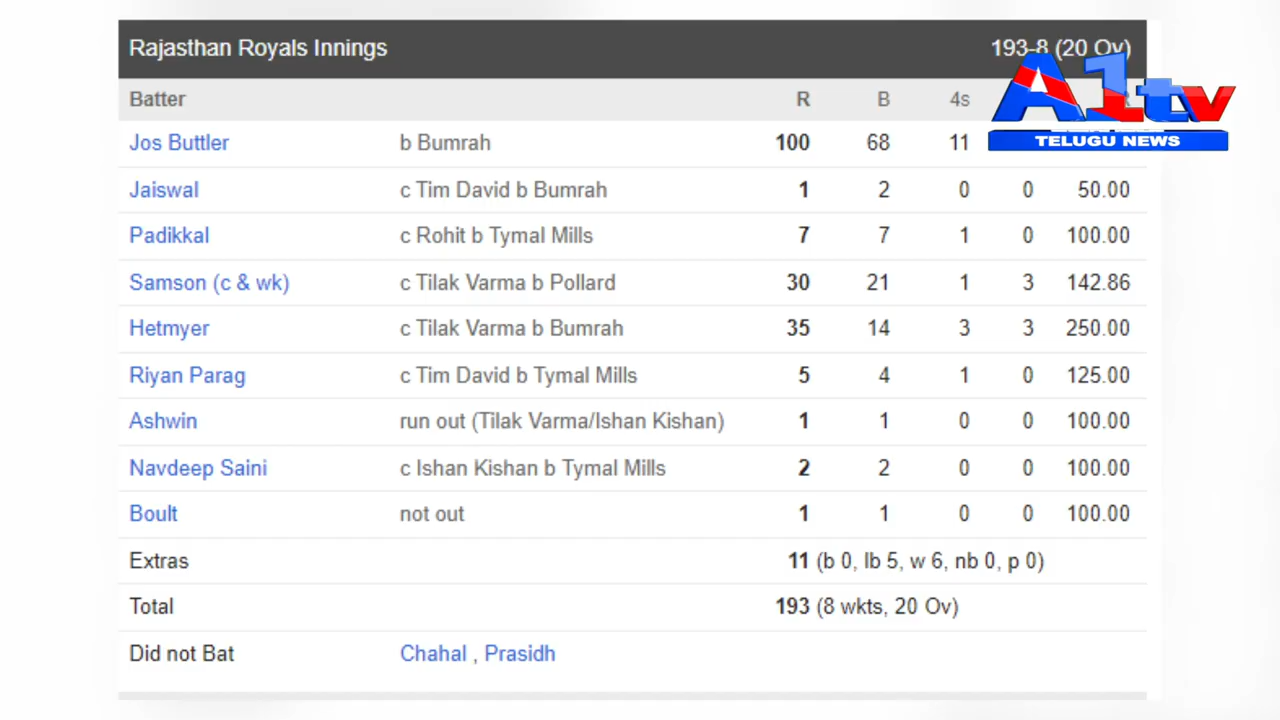 Rajasthan Royals Innings 193-8 (20 Ov)
Batter R B 4s
Jos Buttler b Bumrah 100 68 11
Jaiswal c Tim David b Bumrah 1 2 0 0 50.00
Padikkal c Rohit b Tymal Mills 7 7 1 0 100.00
Samson (c & wk) c Tilak Varma b Pollard 30 21 1 3 142.86
Hetmyer c Tilak Varma b Bumrah 35 14 3 3 250.00
Riyan Parag c Tim David b Tymal Mills 5 4 1 0 125.00
Ashwin run out (Tilak Varma/Ishan Kishan) 1 1 0 0 100.00
Navdeep Saini c Ishan Kishan b Tymal Mills 2 2 0 0 100.00
Boult not out 1 1 0 0 100.00
Extras 11 (b 0, lb 5, w 6, nb 0, p 0)
Total 193 (8 wkts, 20 Ov)
Did not Bat Chahal , Prasidh
A1tv
TELUGU NEWS